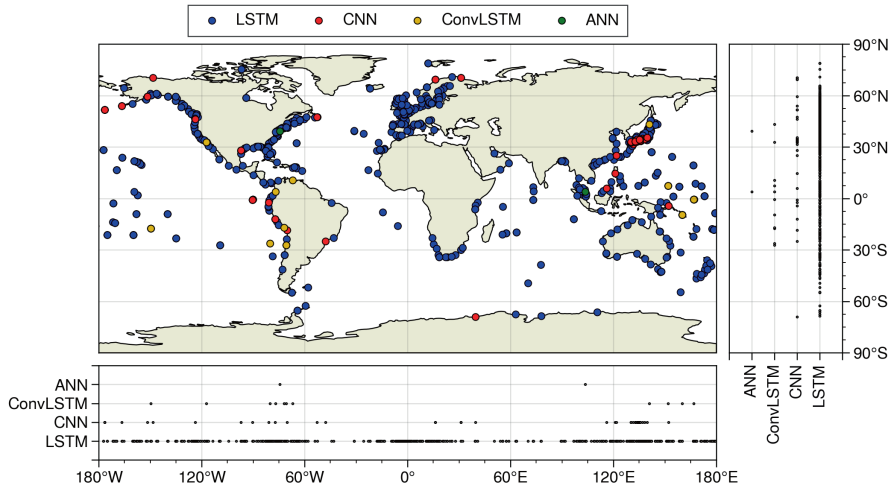 LSTM CNN ConvLSTM ANN
90°N
60°N
30°N
0°
30°S
60°S
90°S
ANN
ConvLSTM
CNN
LSTM
ANN
ConvLSTM
CNN
LSTM
180°W 120°W 60°W 0° 60°E 120°E 180°E